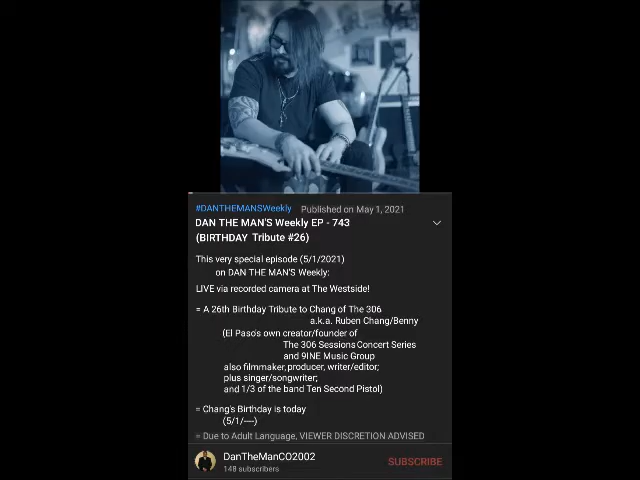 #DANTHEMANSWeekly Published on May 1, 2021
DAN THE MAN'S Weekly EP - 743
(BIRTHDAY Tribute #26)
This very special episode (5/1/2021)
on DAN THE MAN'S Weekly:
LIVE via recorded camera at The Westside!
= A 26th Birthday Tribute to Chang of The 306
a.k.a. Ruben Chang/Benny
(El Paso's own creator/founder of
The 306 Sessions Concert Series
and 9INE Music Group
also filmmaker, producer, writer/editor;
plus singer/songwriter;
and 1/3 of the band Ten Second Pistol)
= Chang's Birthday is today
(5/1/----)
= Due to Adult Language, VIEWER DISCRETION ADVISED
DanTheManCO2002
148 subscribers
SUBSCRIBE